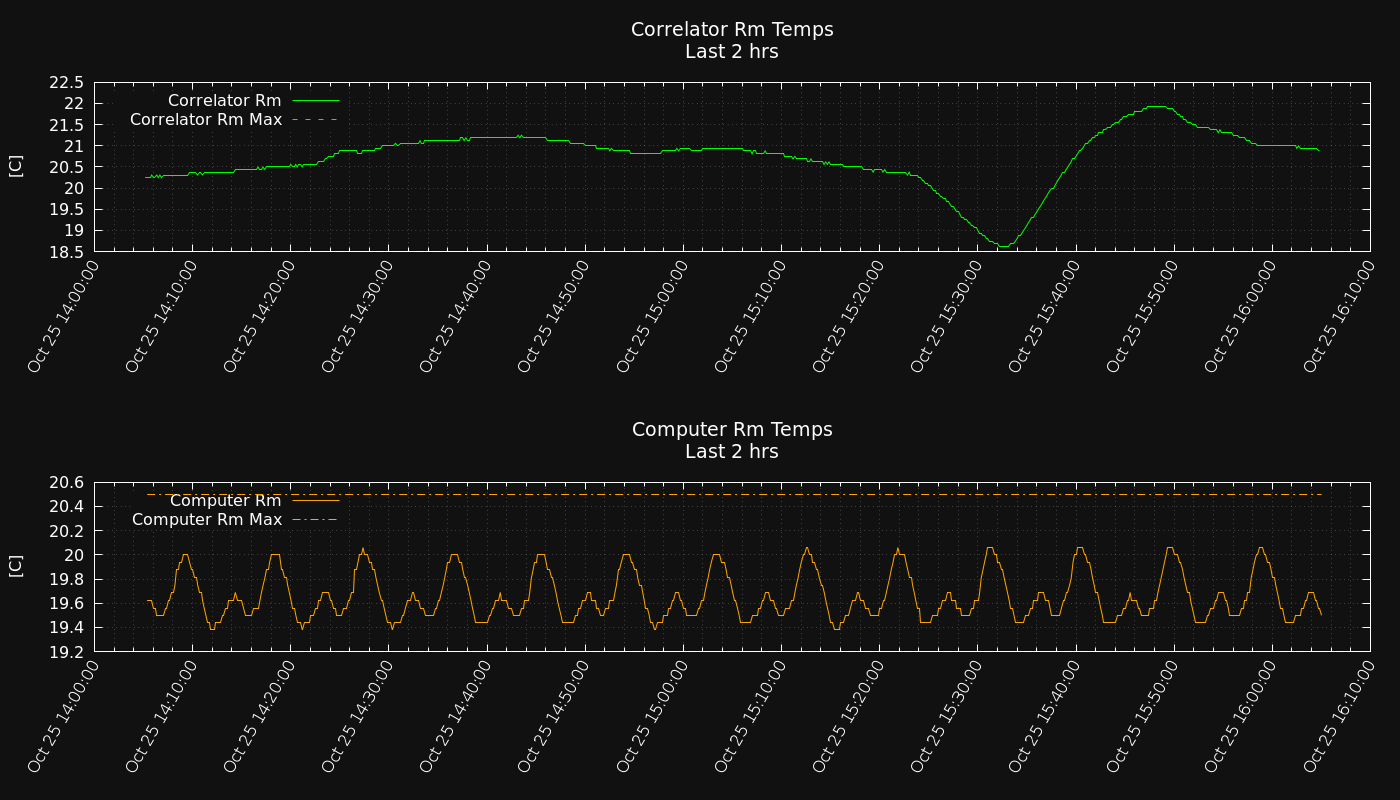 Correlator Rm Temps
Last 2 hrs
22.5
22
21.5
21
20.5
20
19.5
19
18.5
[C]
Correlator Rm
Correlator Rm Max
Oct 25 14:00:00
Oct 25 14:10:00
Oct 25 14:20:00
Oct 25 14:30:00
Oct 25 14:40:00
Oct 25 14:50:00
Oct 25 15:00:00
Oct 25 15:10:00
Oct 25 15:20:00
Oct 25 15:30:00
Oct 25 15:40:00
Oct 25 15:50:00
Oct 25 16:00:00
Oct 25 16:10:00
Computer Rm Temps
Last 2 hrs
20.6
20.4
20.2
20
19.8
19.6
19.4
19.2
[C]
Computer Rm
Computer Rm Max
Oct 25 14:00:00
Oct 25 14:10:00
Oct 25 14:20:00
Oct 25 14:30:00
Oct 25 14:40:00
Oct 25 14:50:00
Oct 25 15:00:00
Oct 25 15:10:00
Oct 25 15:20:00
Oct 25 15:30:00
Oct 25 15:40:00
Oct 25 15:50:00
Oct 25 16:00:00
Oct 25 16:10:00